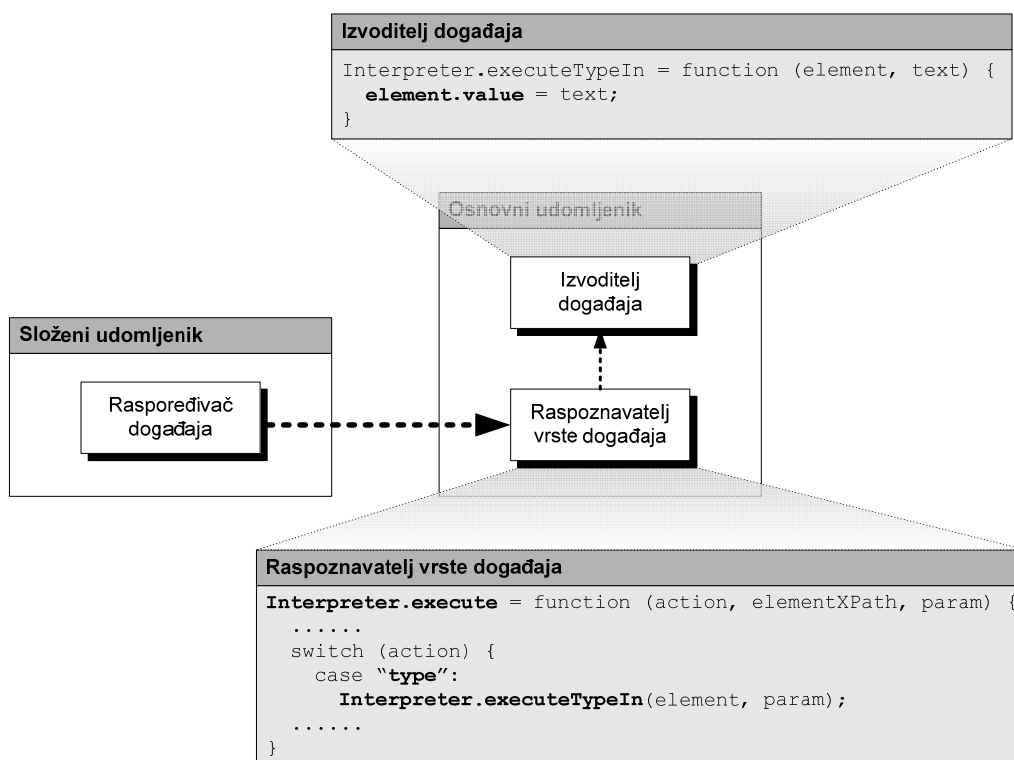 Izvoditelj događaja
Interpreter.executeTypeIn = function (element, text) {
element.value = text;
}
Osnovni udomljenik
Izvoditelj
događaja
Složeni udomljenik
Raspoređivač
događaja
Raspoznavatelj
vrste događaja
Raspoznavatelj vrste događaja
Interpreter.execute = function (action, elementXPath, param) {
......
switch (action) {
case “type”:
Interpreter.executeTypeIn(element, param);
......
}